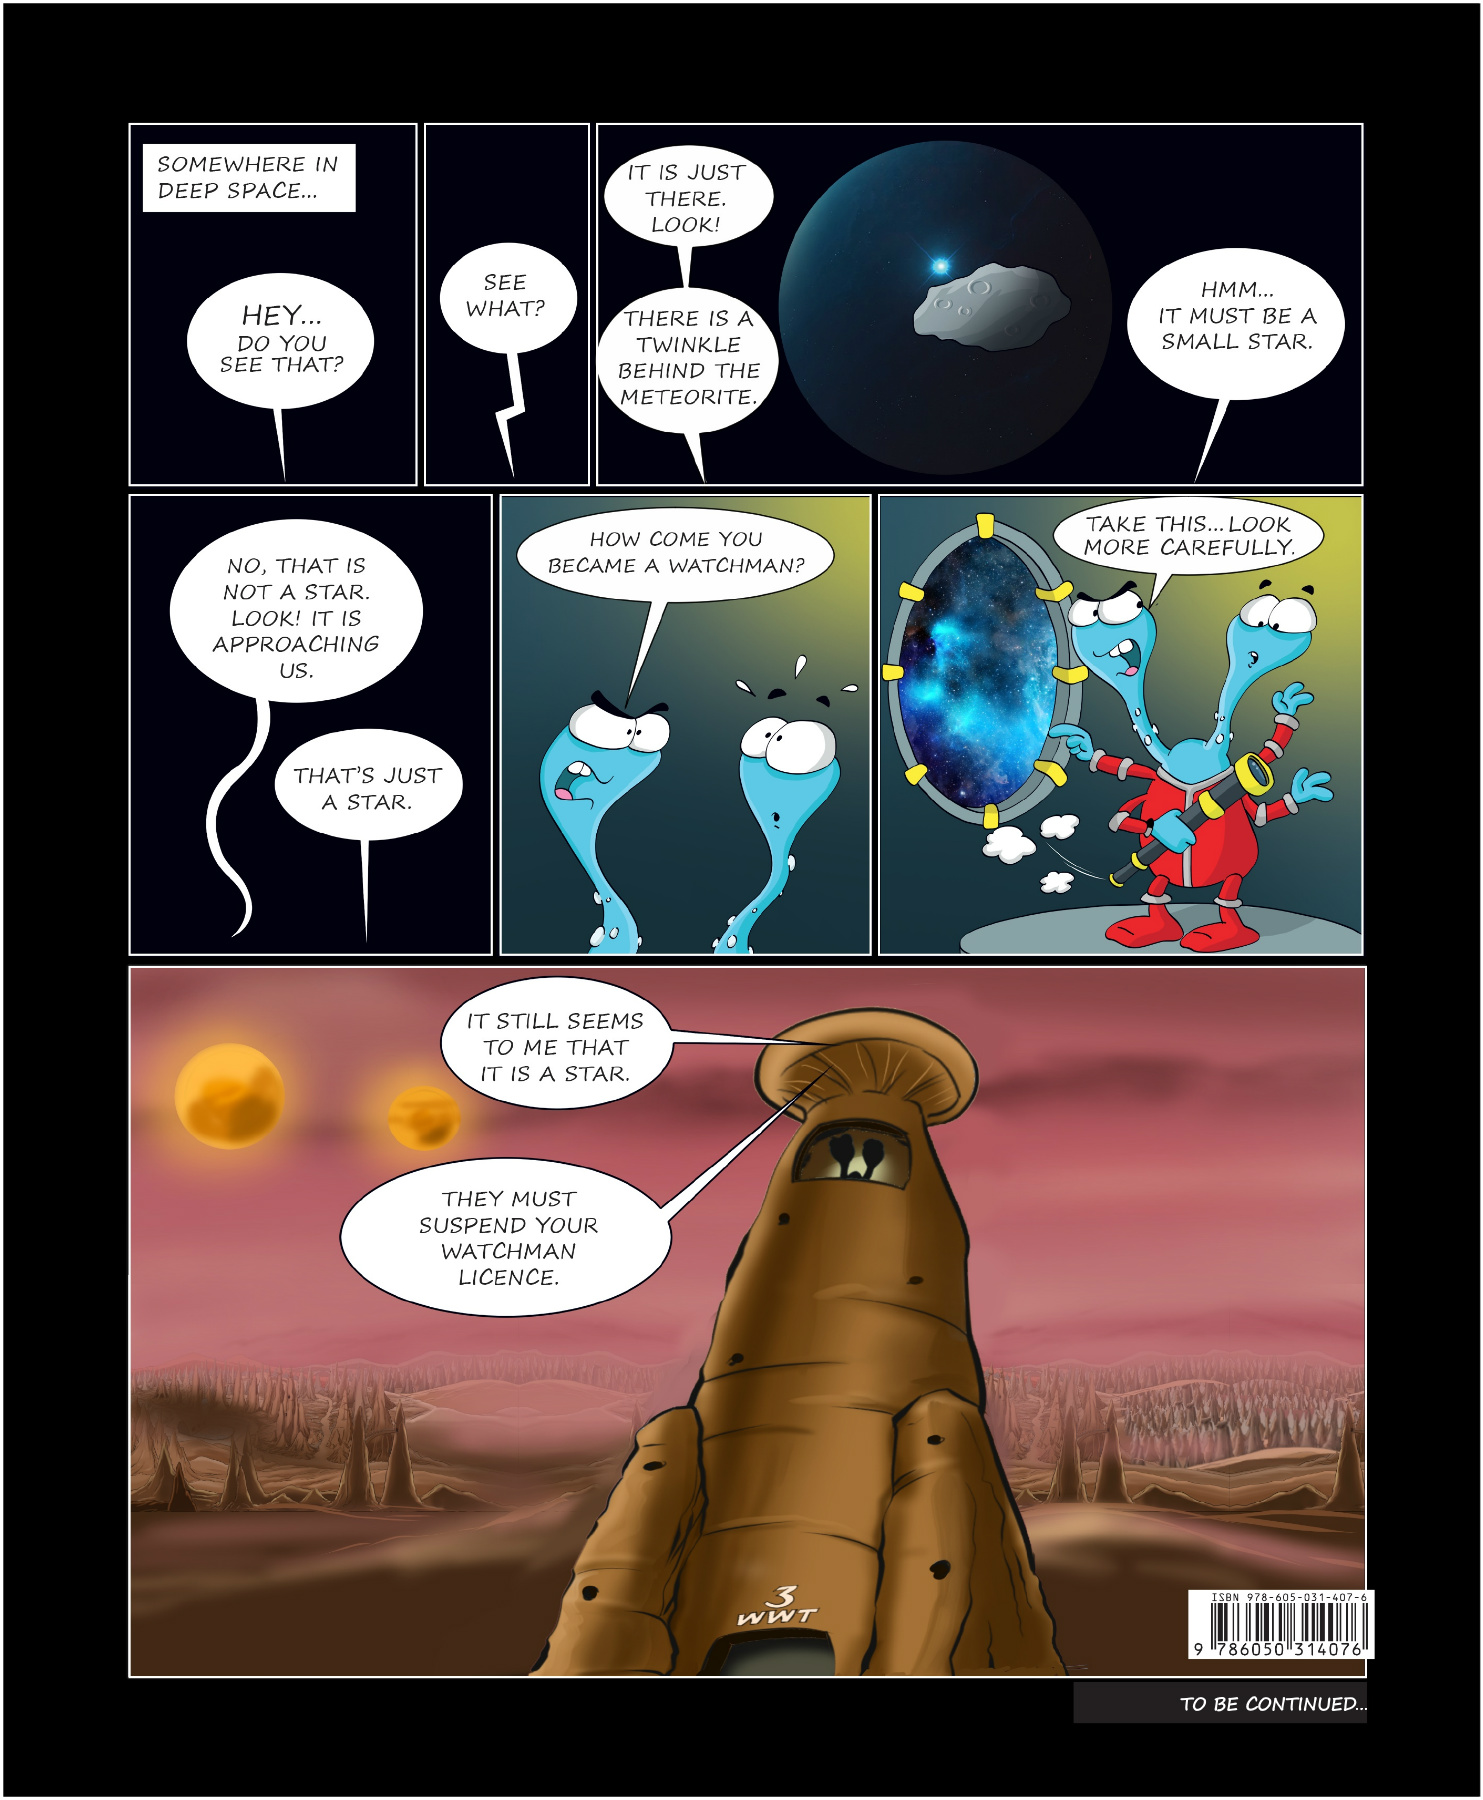 SOMEWHERE IN
DEEP SPACE...
HEY...
DO YOU
SEE THAT?
SEE
WHAT?
IT IS JUST
THERE.
LOOK!
THERE IS A
TWINKLE
BEHIND THE
METEORITE.
HMM...
IT MUST BE A
SMALL STAR.
NO, THAT IS
NOT A STAR.
LOOK! IT IS
APPROACHING
US.
THAT'S JUST
A STAR.
HOW COME YOU
BECAME A WATCHMAN?
TAKE THIS... LOOK
MORE CAREFULLY.
IT STILL SEEMS
TO ME THAT
IT IS A STAR.
THEY MUST
SUSPEND YOUR
WATCHMAN
LICENCE.
3
WWT
ISBN 978-605-031-407-6
9 786050 314076
TO BE CONTINUED...